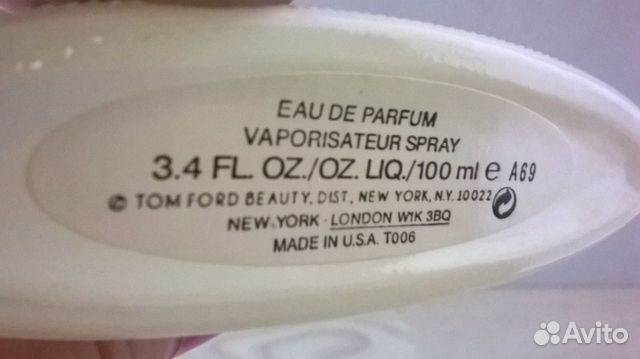 EAU DE PARFUM
VAPORISATEUR SPRAY
3.4 FL. OZ./OZ. LIQ./100 ml e A69
© TOM FORD BEAUTY, DIST. NEW YORK, N.Y. 10022
NEW YORK · LONDON W1K 3BQ
MADE IN U.S.A. T006
Avito